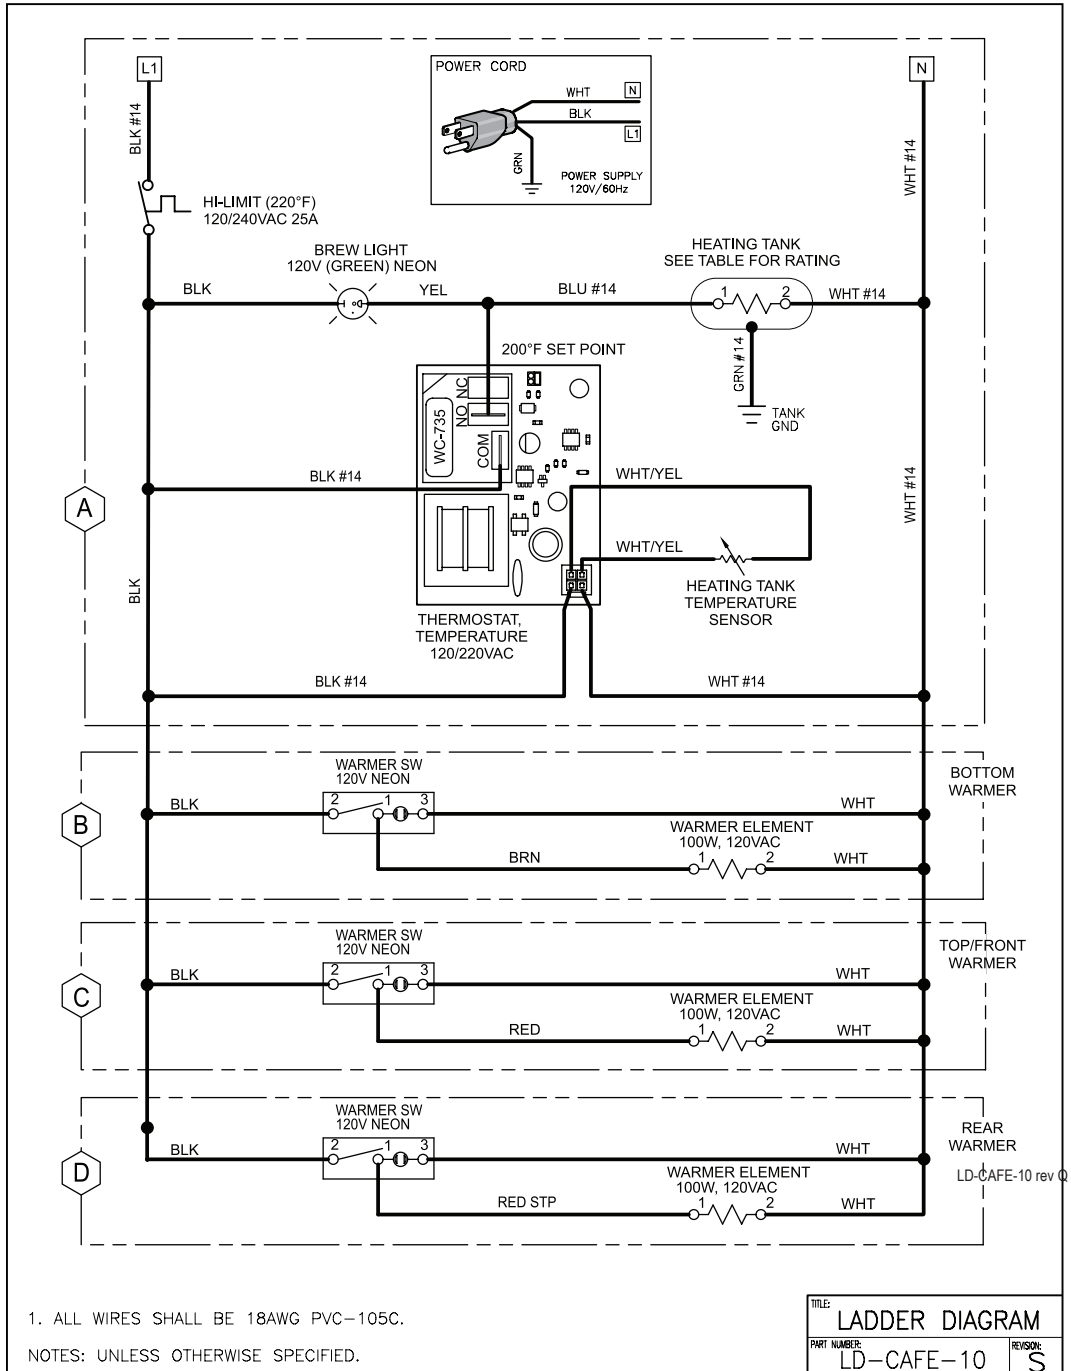 L1
N
POWER CORD
WHT
N
BLK
L1
GRN
POWER SUPPLY
120V/60Hz
BLK #14
WHT #14
HI-LIMIT (220°F)
120/240VAC 25A
BREW LIGHT
120V (GREEN) NEON
HEATING TANK
SEE TABLE FOR RATING
BLK
YEL
BLU #14
1
2
WHT #14
GRN #14
TANK
GND
200°F SET POINT
NC
NO
COM
WC-735
BLK #14
WHT/YEL
WHT #14
A
WHT/YEL
HEATING TANK
TEMPERATURE
SENSOR
BLK
THERMOSTAT,
TEMPERATURE
120/220VAC
BLK #14
WHT #14
WARMER SW
120V NEON
BOTTOM
WARMER
B
BLK
2 1 3
WHT
WARMER ELEMENT
100W, 120VAC
BRN
1 2
WHT
WARMER SW
120V NEON
TOP/FRONT
WARMER
C
BLK
2 1 3
WHT
WARMER ELEMENT
100W, 120VAC
RED
1 2
WHT
WARMER SW
120V NEON
REAR
WARMER
D
BLK
2 1 3
WHT
LD-CAFE-10 rev Q
WARMER ELEMENT
100W, 120VAC
RED STP
1 2
WHT
1. ALL WIRES SHALL BE 18AWG PVC-105C.
NOTES: UNLESS OTHERWISE SPECIFIED.
TITLE:
LADDER DIAGRAM
PART NUMBER:
LD-CAFE-10
REVISION:
S